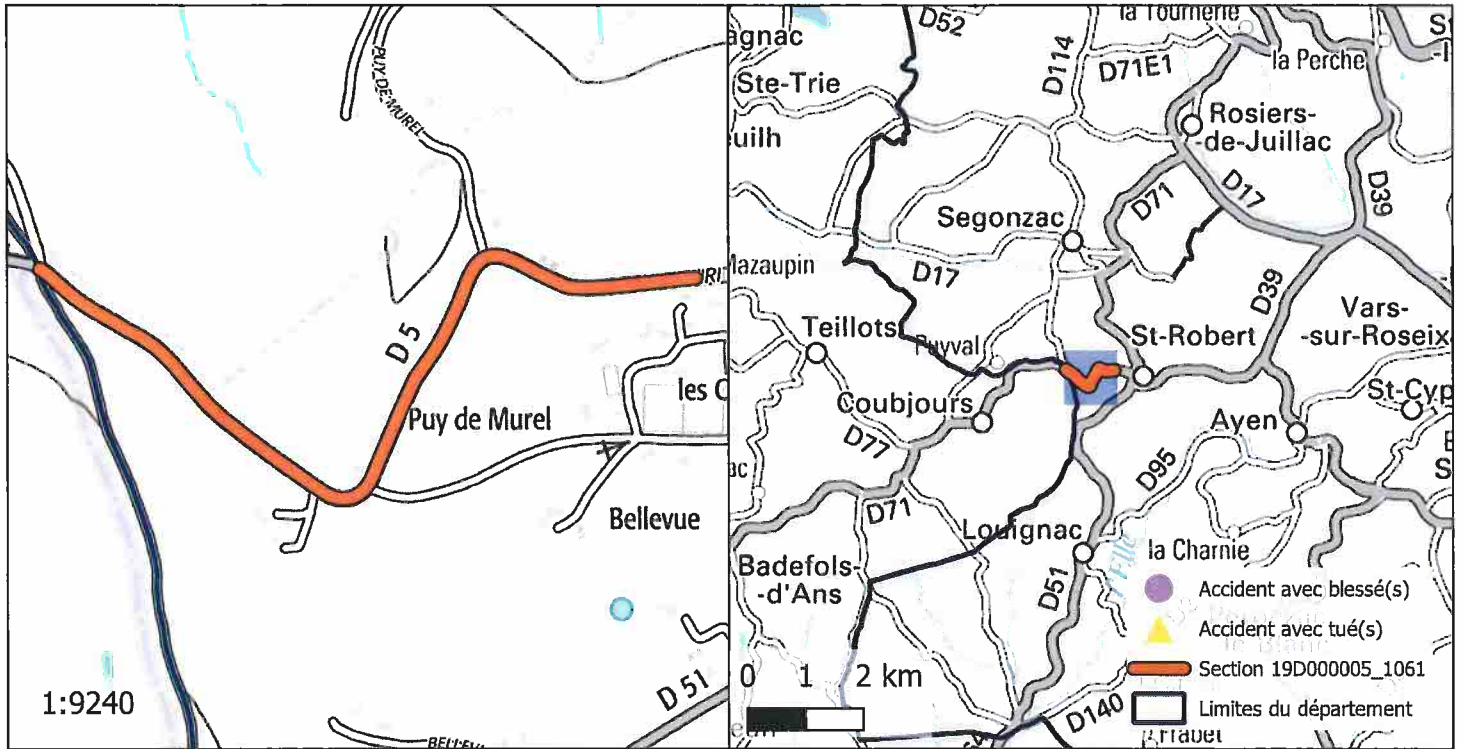 PUY-DE-MUREL
D 5
Puy de Murel
les C
Bellevue
D 51
1:9240
D52
la Tournerie
agnac
Ste-Trie
euilh
D114
D71E1
la Perche
Rosiers-
-de-Juillac
D71
D17
D39
Segonzac
Mazaupin
D17
D39
Vars-
-sur-Roseix
Teillots
Puyval
St-Robert
St-Cyp
Coubjours
Ayen
D77
D95
D71
Louignac
la Charnie
Badefols-
-d'Ans
D51
0 1 2 km
D140
Accident avec blessé(s)
Accident avec tué(s)
Section 19D000005_1061
Limites du département